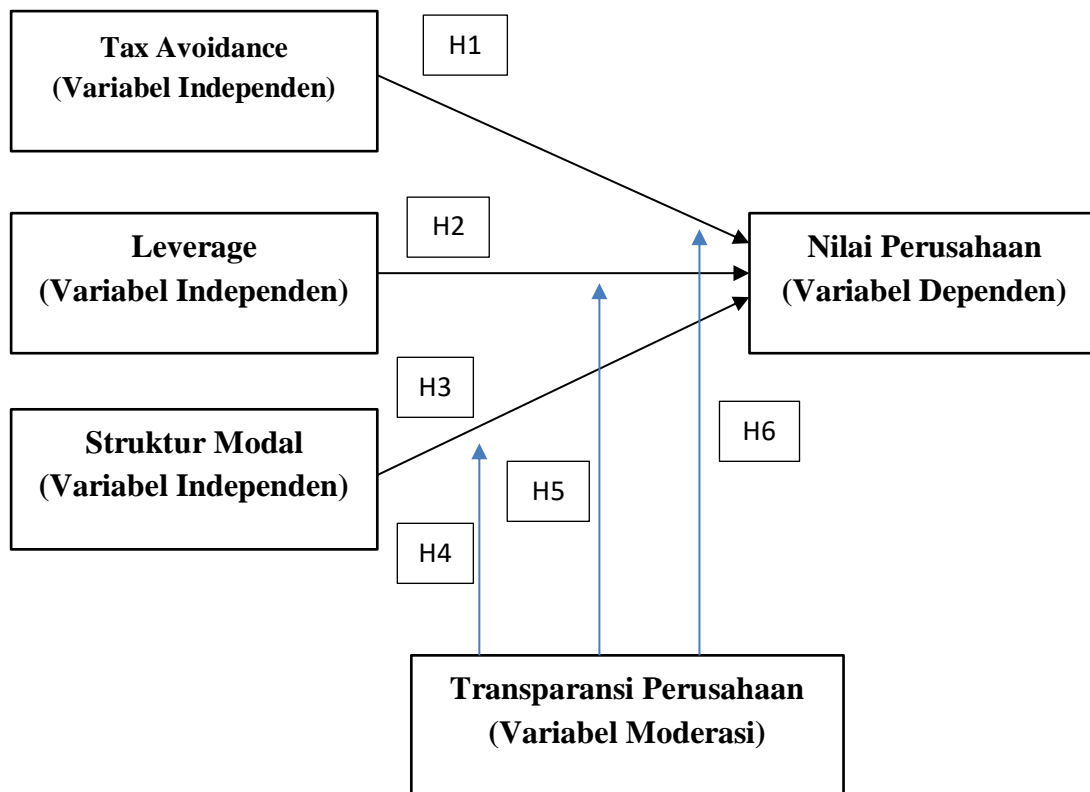 Tax Avoidance
(Variabel Independen)
H1
Leverage
(Variabel Independen)
H2
Nilai Perusahaan
(Variabel Dependen)
H3
Struktur Modal
(Variabel Independen)
H6
H5
H4
Transparansi Perusahaan
(Variabel Moderasi)